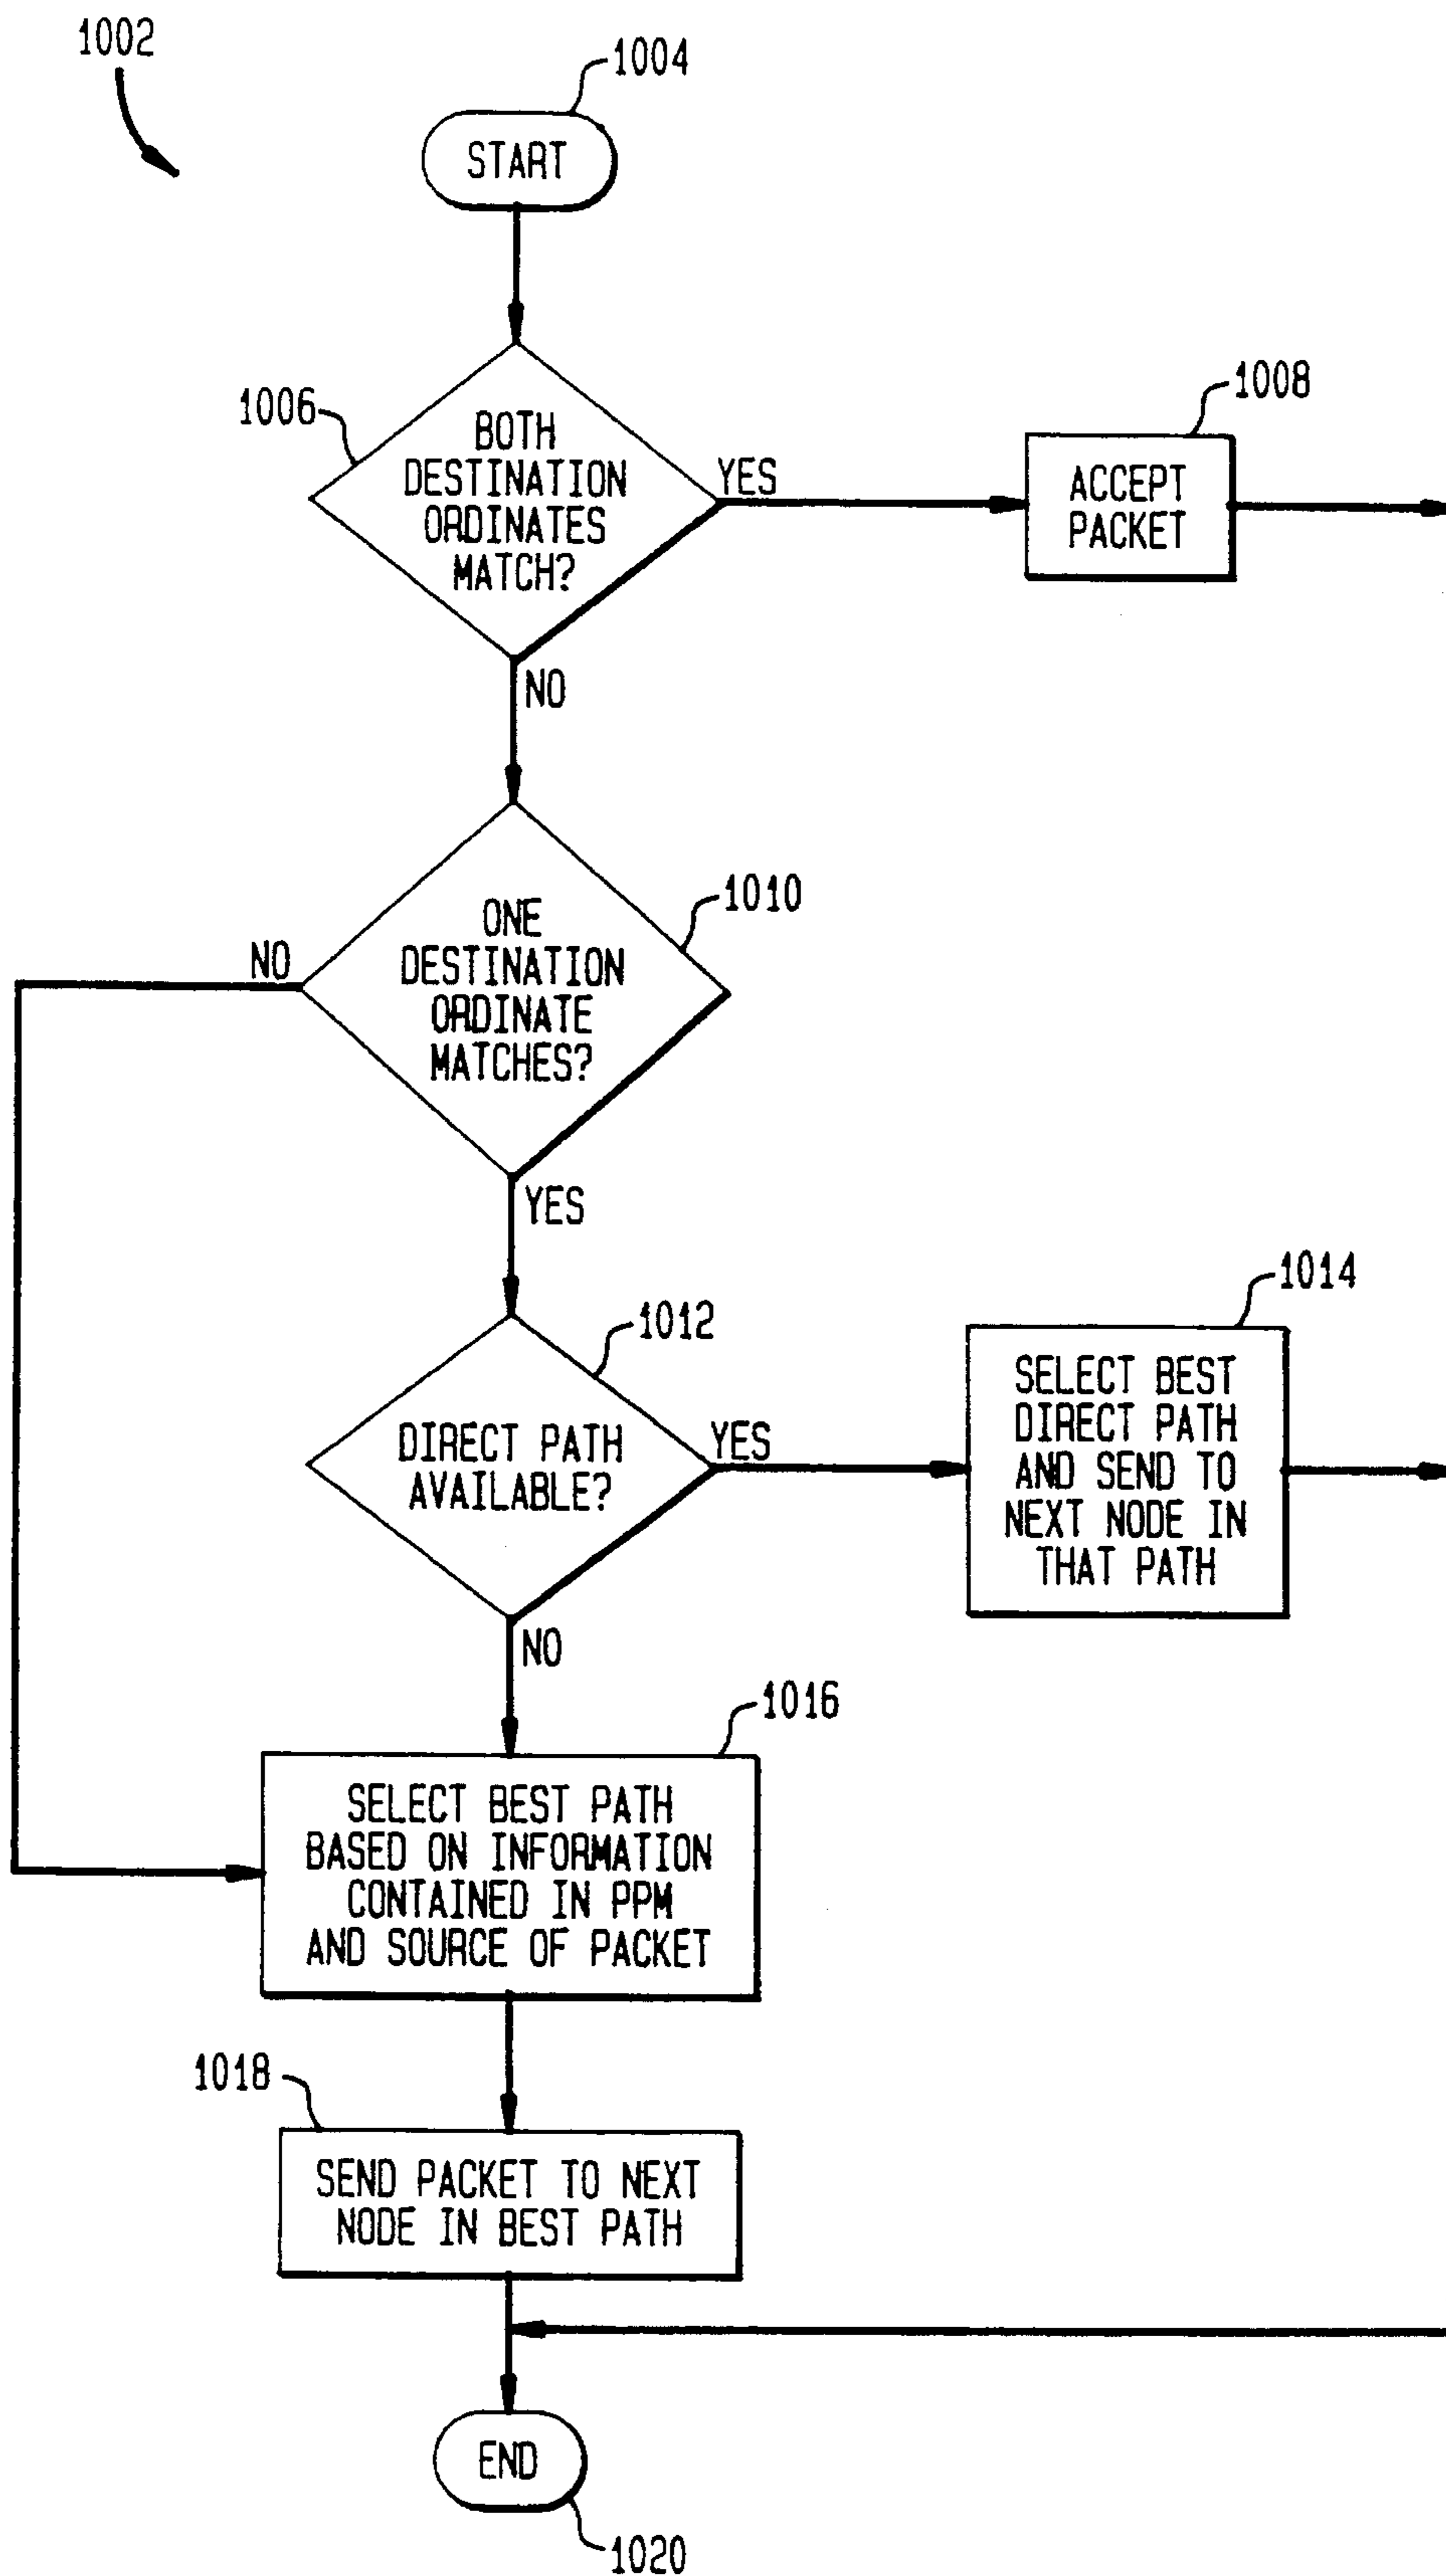 1002
1004
START
1006
BOTH
DESTINATION
ORDINATES
MATCH?
YES
1008
ACCEPT
PACKET
NO
1010
ONE
DESTINATION
ORDINATE
MATCHES?
NO
YES
1012
DIRECT PATH
AVAILABLE?
YES
1014
SELECT BEST
DIRECT PATH
AND SEND TO
NEXT NODE IN
THAT PATH
NO
1016
SELECT BEST PATH
BASED ON INFORMATION
CONTAINED IN PPM
AND SOURCE OF PACKET
1018
SEND PACKET TO NEXT
NODE IN BEST PATH
END
1020